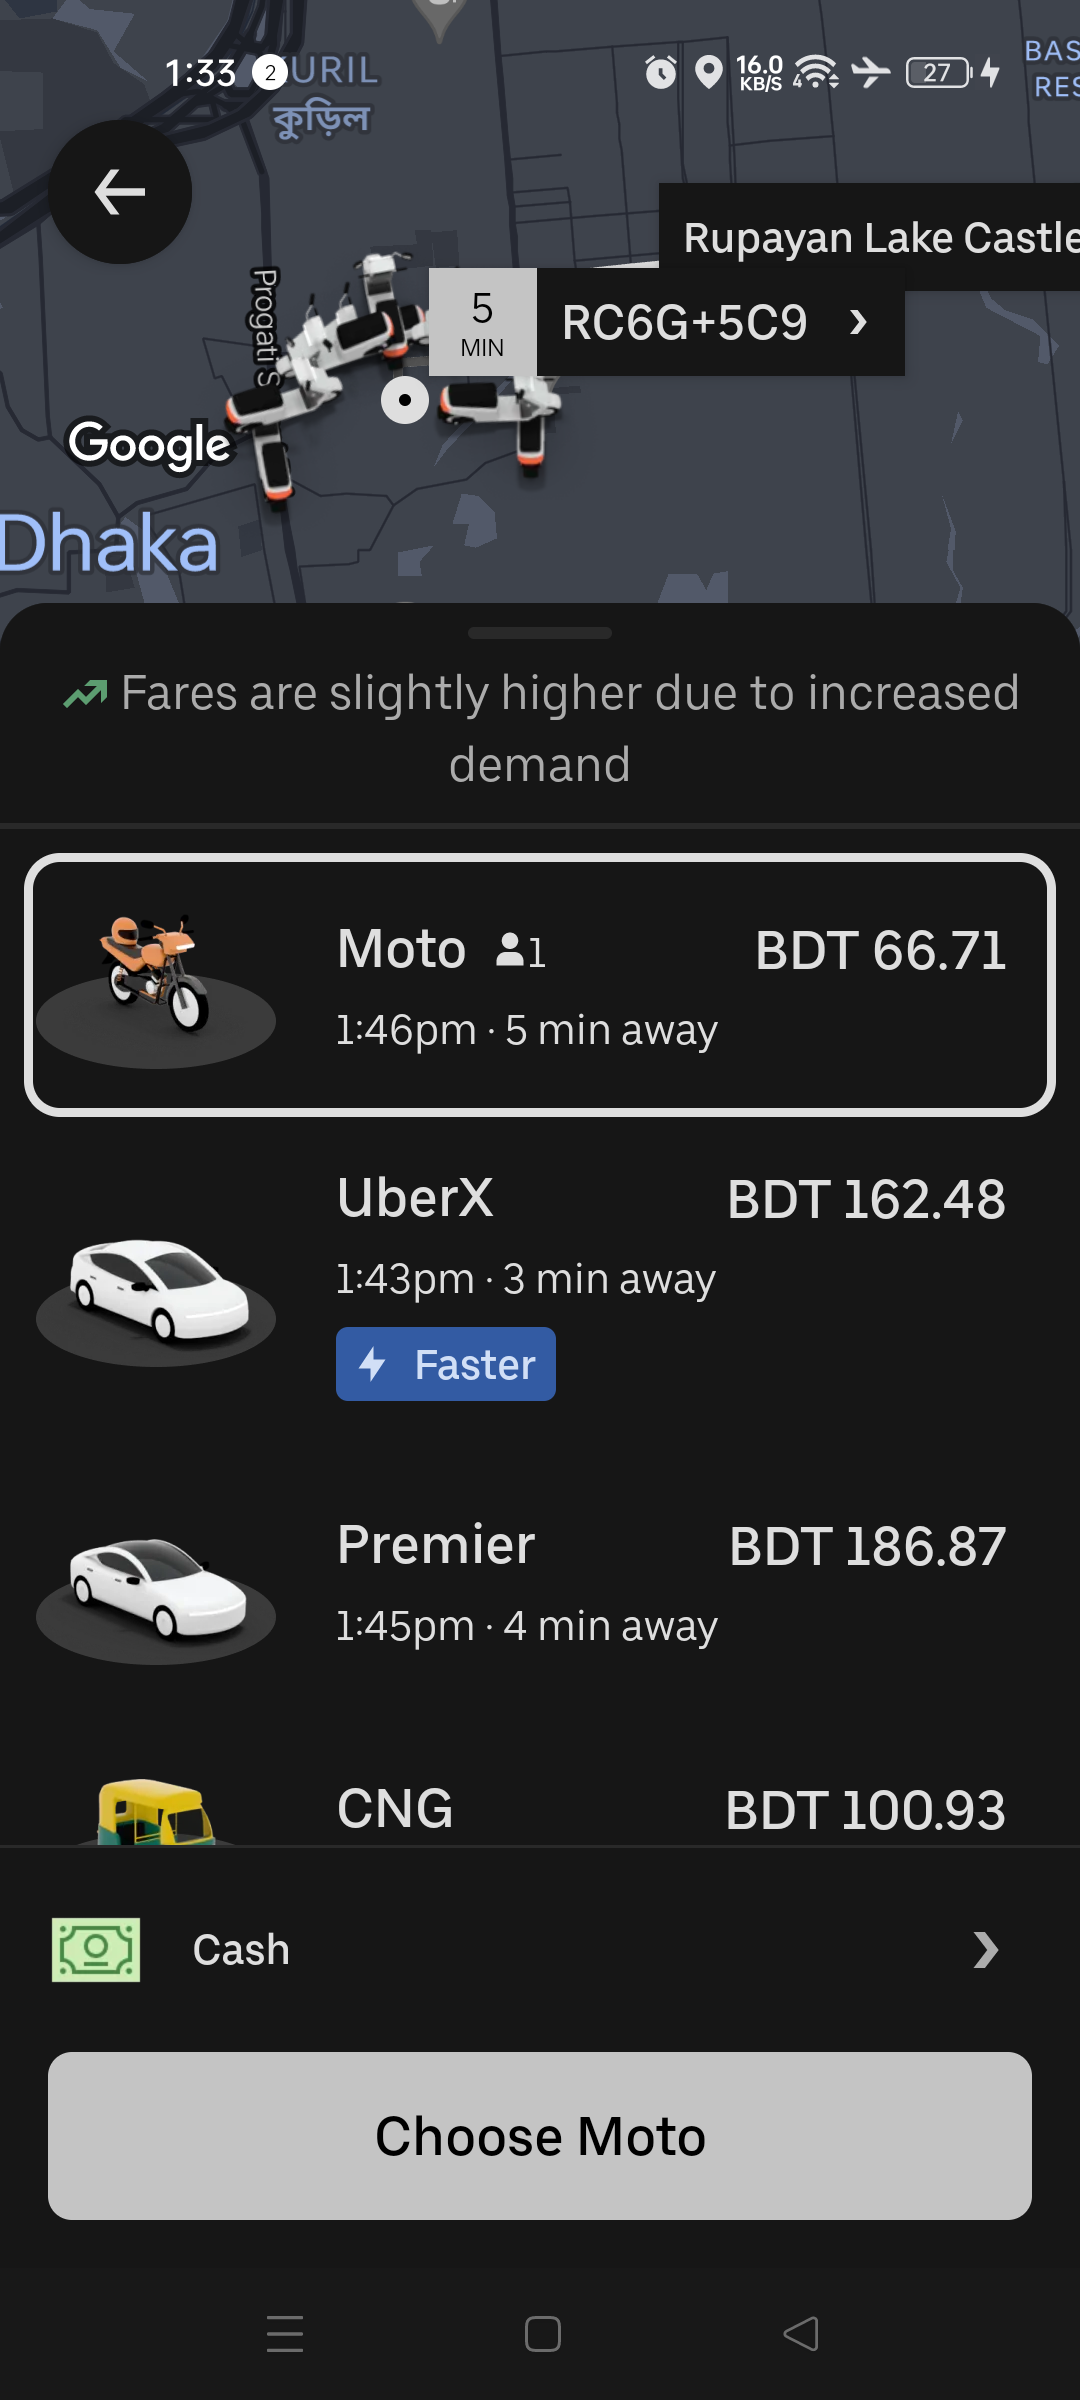 1:33 2
16.0
KB/S
27
URIL
কুড়িল
BAS
RES
Rupayan Lake Castle
5
MIN
RC6G+5C9
Progati S
Google
Dhaka
Fares are slightly higher due to increased
demand
Moto 1 BDT 66.71
1:46pm · 5 min away
UberX BDT 162.48
1:43pm · 3 min away
Faster
Premier BDT 186.87
1:45pm · 4 min away
CNG BDT 100.93
Cash
Choose Moto